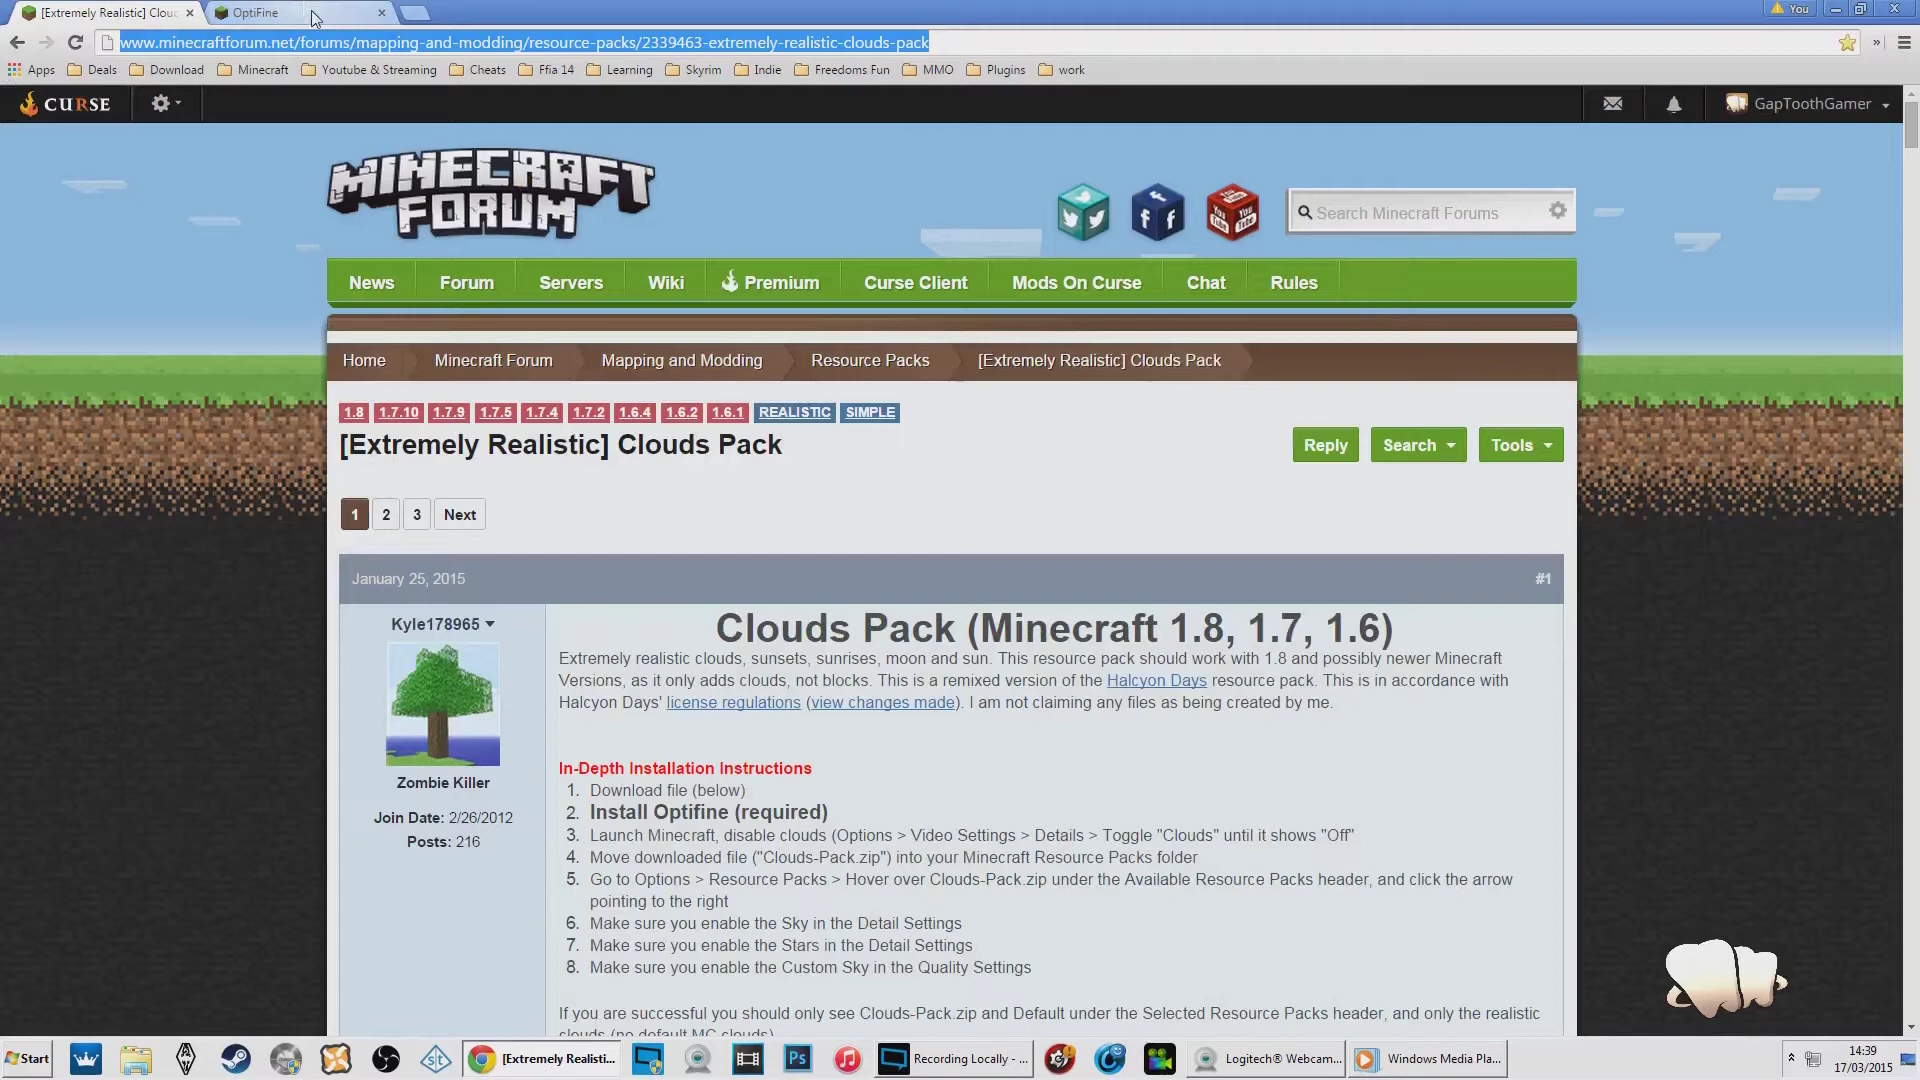 [Extremely Realistic] Clouc
OptiFine
You
www.minecraftforum.net/forums/mapping-and-modding/resource-packs/2339463-extremely-realistic-clouds-pack
Apps Deals Download Minecraft Youtube & Streaming Cheats Ffia 14 Learning Skyrim Indie Freedoms Fun MMO Plugins work
CURSE
GapToothGamer
MINECRAFT
FORUM
Search Minecraft Forums
News Forum Servers Wiki Premium Curse Client Mods On Curse Chat Rules
Home Minecraft Forum Mapping and Modding Resource Packs [Extremely Realistic] Clouds Pack
1.8 1.7.10 1.7.9 1.7.5 1.7.4 1.7.2 1.6.4 1.6.2 1.6.1 REALISTIC SIMPLE
[Extremely Realistic] Clouds Pack
Reply Search Tools
1 2 3 Next
January 25, 2015
#1
Kyle178965
Zombie Killer
Join Date: 2/26/2012
Posts: 216
Clouds Pack (Minecraft 1.8, 1.7, 1.6)
Extremely realistic clouds, sunsets, sunrises, moon and sun. This resource pack should work with 1.8 and possibly newer Minecraft
Versions, as it only adds clouds, not blocks. This is a remixed version of the Halcyon Days resource pack. This is in accordance with
Halcyon Days' license regulations (view changes made). I am not claiming any files as being created by me.
In-Depth Installation Instructions
1. Download file (below)
2. Install Optifine (required)
3. Launch Minecraft, disable clouds (Options > Video Settings > Details > Toggle "Clouds" until it shows "Off"
4. Move downloaded file ("Clouds-Pack.zip") into your Minecraft Resource Packs folder
5. Go to Options > Resource Packs > Hover over Clouds-Pack.zip under the Available Resource Packs header, and click the arrow
pointing to the right
6. Make sure you enable the Sky in the Detail Settings
7. Make sure you enable the Stars in the Detail Settings
8. Make sure you enable the Custom Sky in the Quality Settings
If you are successful you should only see Clouds-Pack.zip and Default under the Selected Resource Packs header, and only the realistic
clouds (no default MC clouds)
Start
st
[Extremely Realisti...
Ps
Recording Locally - ...
Logitech® Webcam...
Windows Media Pla...
14:39
17/03/2015